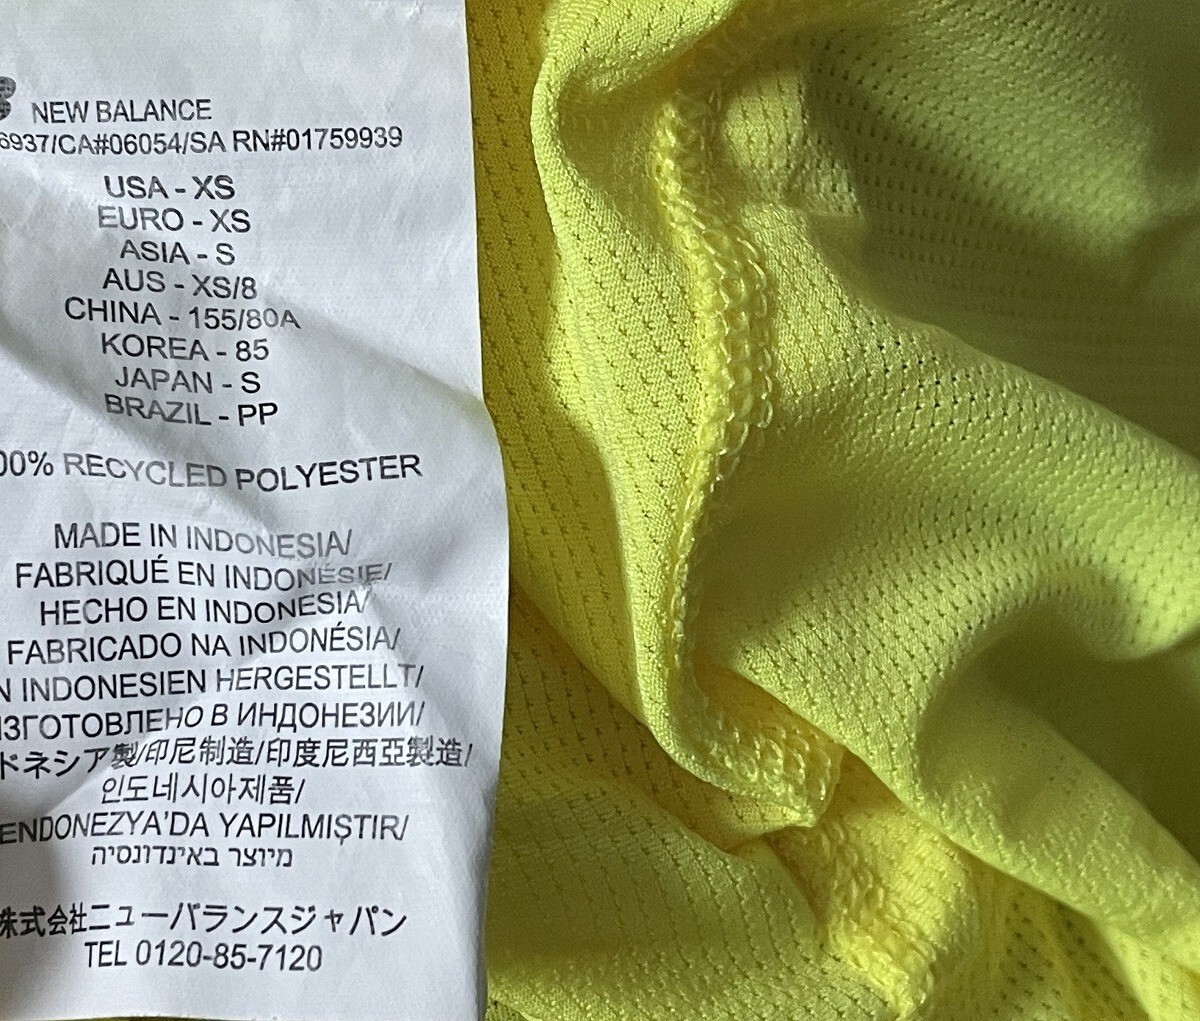 NEW BALANCE
6937/CA#06054/SA RN#01759939
USA - XS
EURO - XS
ASIA - S
AUS - XS/8
CHINA - 155/80A
KOREA - 85
JAPAN - S
BRAZIL - PP
00% RECYCLED POLYESTER
MADE IN INDONESIA/
FABRIQUÉ EN INDONÉSIE/
HECHO EN INDONESIA/
FABRICADO NA INDONÉSIA/
N INDONESIEN HERGESTELLT/
ИЗГОТОВЛЕНО В ИНДОНЕЗИИ/
ドネシア製/印尼制造/印度尼西亞製造/
인도네시아제품/
ENDONEZYA'DA YAPILMIŞTIR/
מיוצר באינדונסיה
株式会社ニューバランスジャパン
TEL 0120-85-7120